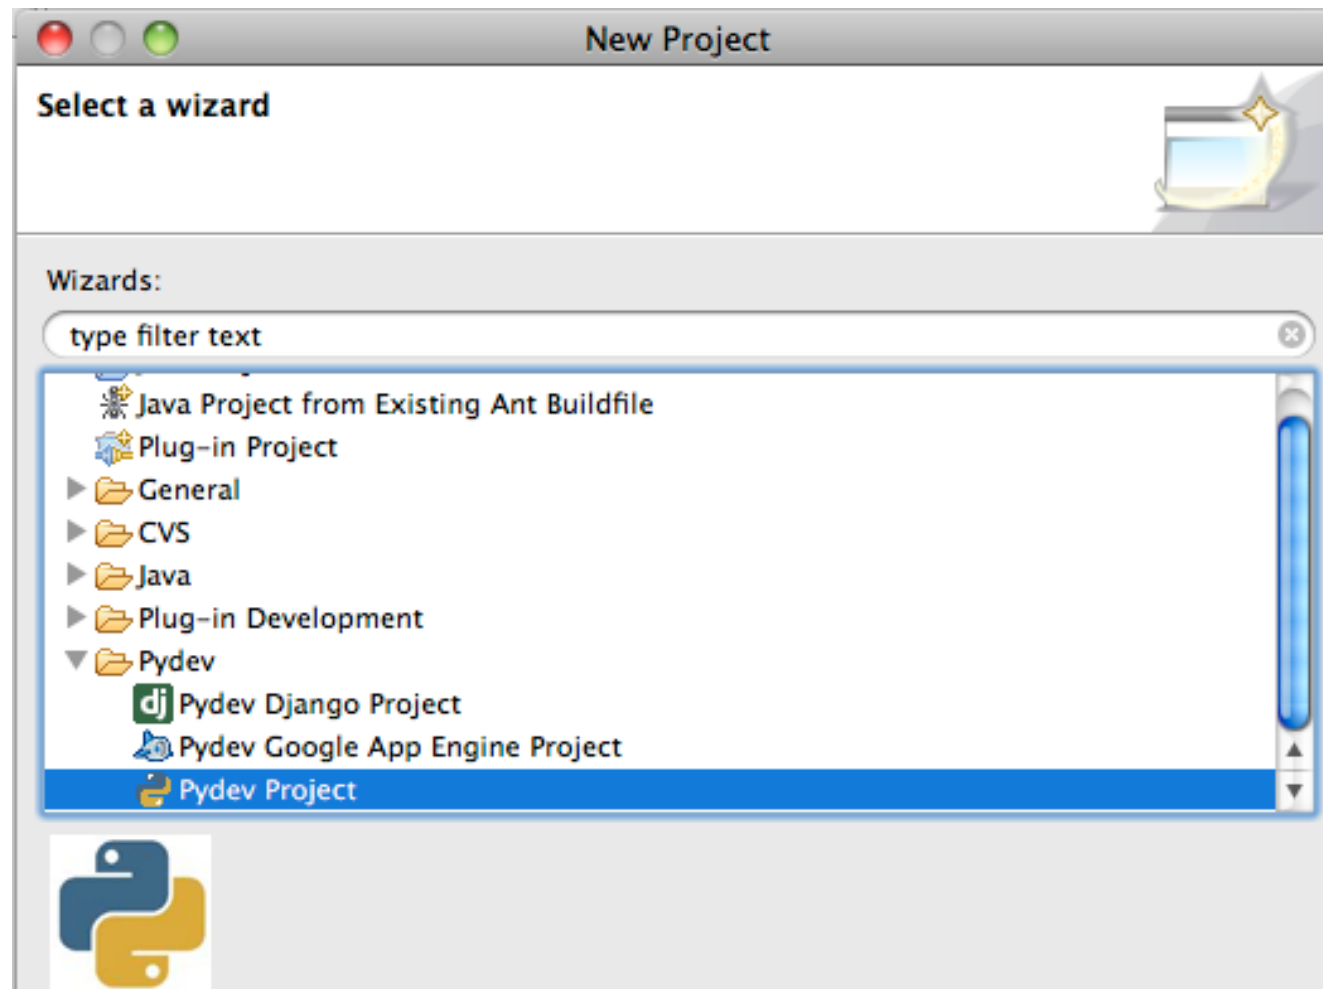 New Project
Select a wizard
Wizards:
type filter text
Java Project from Existing Ant Buildfile
Plug-in Project
General
CVS
Java
Plug-in Development
Pydev
dj Pydev Django Project
Pydev Google App Engine Project
Pydev Project